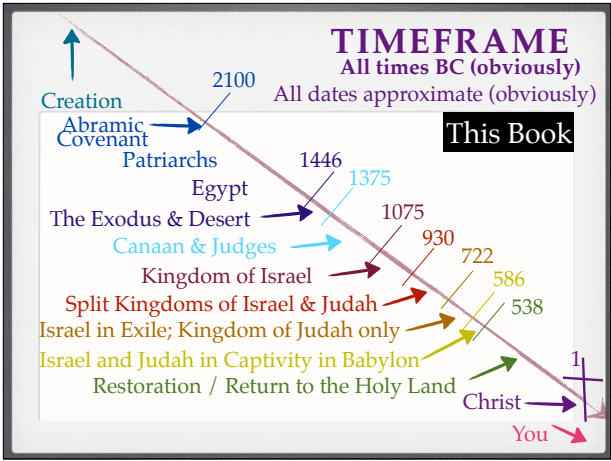 TIMEFRAME
All times BC (obviously)
All dates approximate (obviously)
Creation
2100
Abramic
Covenant
This Book
Patriarchs
1446
Egypt
1375
The Exodus & Desert
1075
Canaan & Judges
930
Kingdom of Israel
722
586
Split Kingdoms of Israel & Judah
538
Israel in Exile; Kingdom of Judah only
Israel and Judah in Captivity in Babylon
1
Restoration / Return to the Holy Land
Christ
You